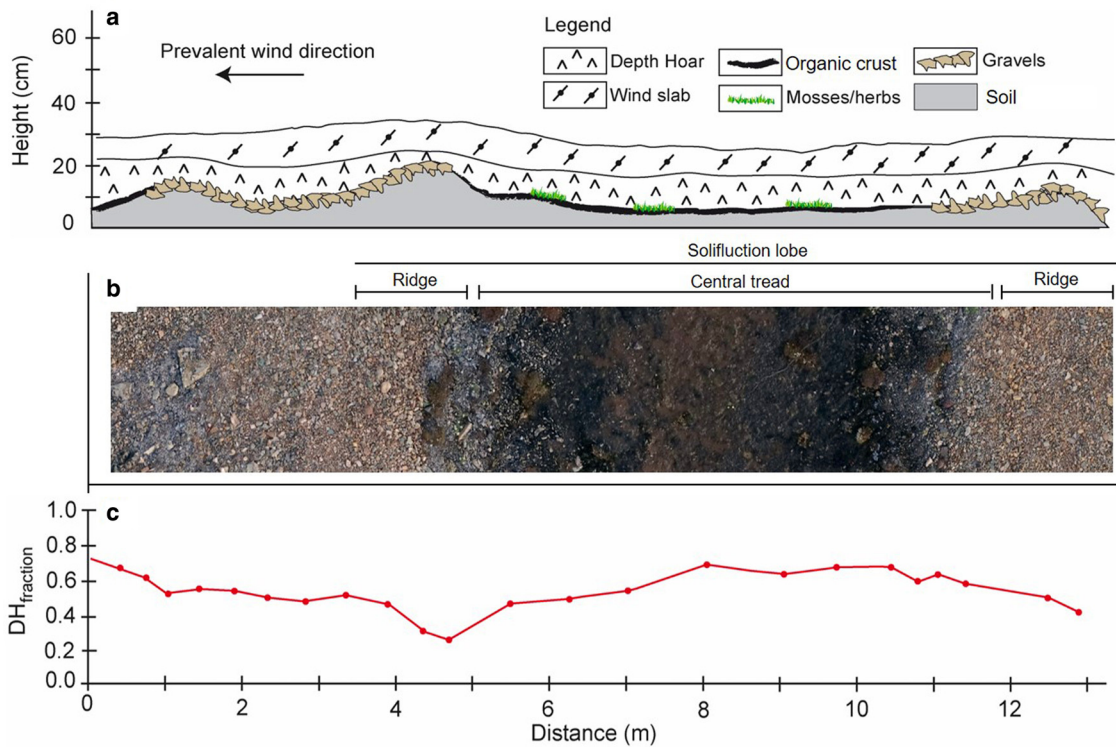 a
Legend
Prevalent wind direction
Depth Hoar
Organic crust
Gravels
Wind slab
Mosses/herbs
Soil
Height (cm)
60
40
20
10
0
Solifluction lobe
b
Ridge
Central tread
Ridge
c
DHfraction
1.0
0.8
0.6
0.4
0.2
0.0
0
2
4
6
8
10
12
Distance (m)